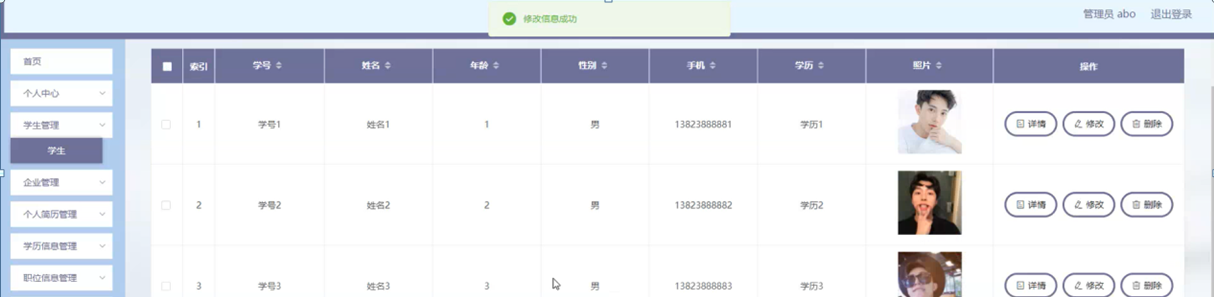 修改信息成功
管理员 abo 退出登录
首页
个人中心
学生管理
学生
企业管理
个人简历管理
学历信息管理
职位信息管理
索引 学号 姓名 年龄 性别 手机 学历 照片 操作
1 学号1 姓名1 1 男 13823888881 学历1 详情 修改 删除
2 学号2 姓名2 2 男 13823888882 学历2 详情 修改 删除
3 学号3 姓名3 3 男 13823888883 学历3 详情 修改 删除